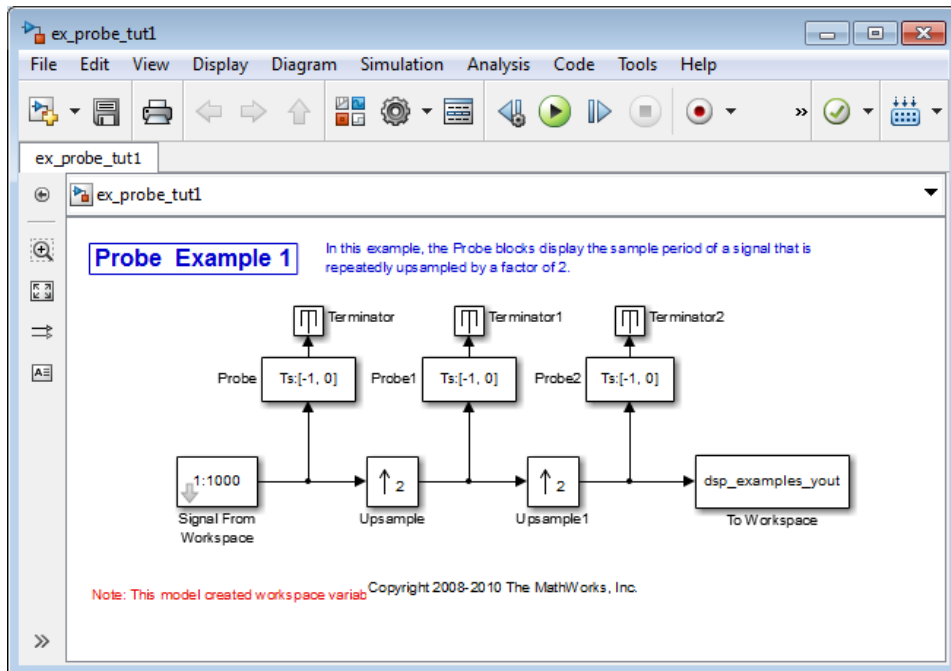 ex_probe_tut1
File Edit View Display Diagram Simulation Analysis Code Tools Help
ex_probe_tut1
ex_probe_tut1
Probe Example 1
In this example, the Probe blocks display the sample period of a signal that is
repeatedly upsampled by a factor of 2.
Terminator Terminator1 Terminator2
Probe Ts:[-1, 0] Probe1 Ts:[-1, 0] Probe2 Ts:[-1, 0]
1:1000 2 2 dsp_examples_yout
Signal From
Workspace
Upsample Upsample1 To Workspace
Note: This model created workspace variab
Copyright 2008-2010 The MathWorks, Inc.